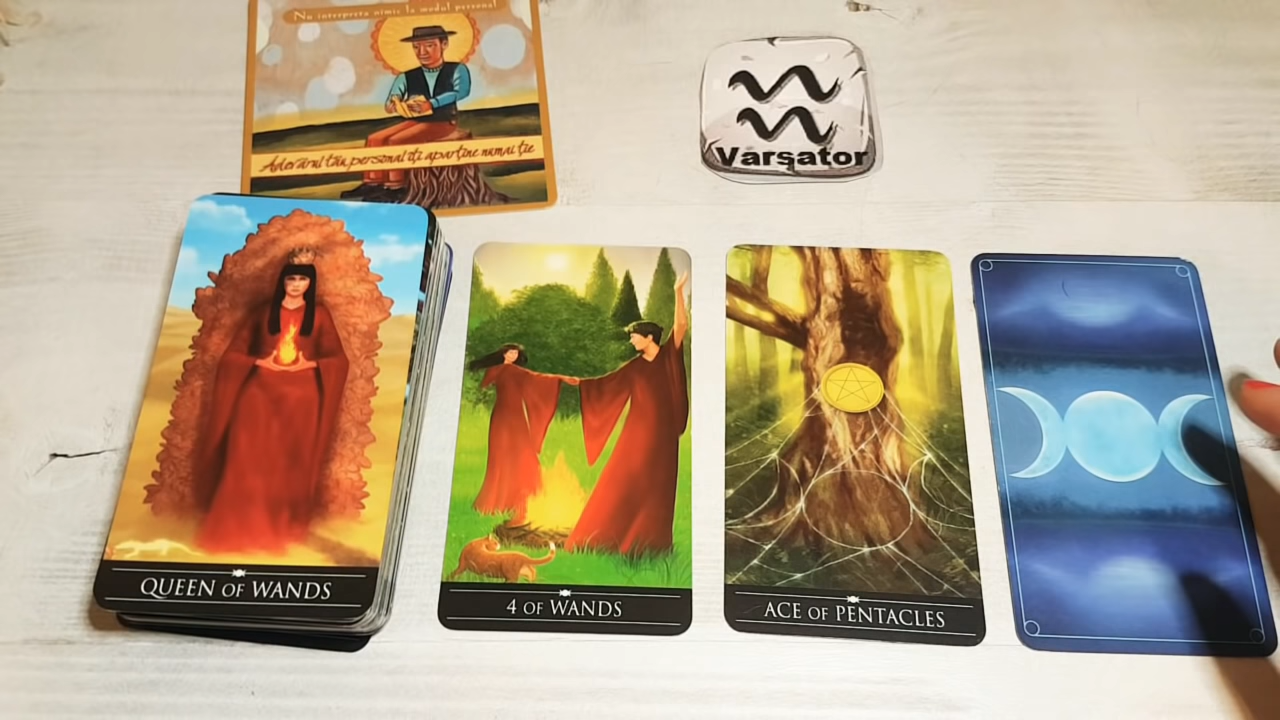 Nu interpreta nimic la modul personal
Adevărul tău personal îți aparține numai ție
Varsator
QUEEN OF WANDS
4 OF WANDS
ACE OF PENTACLES